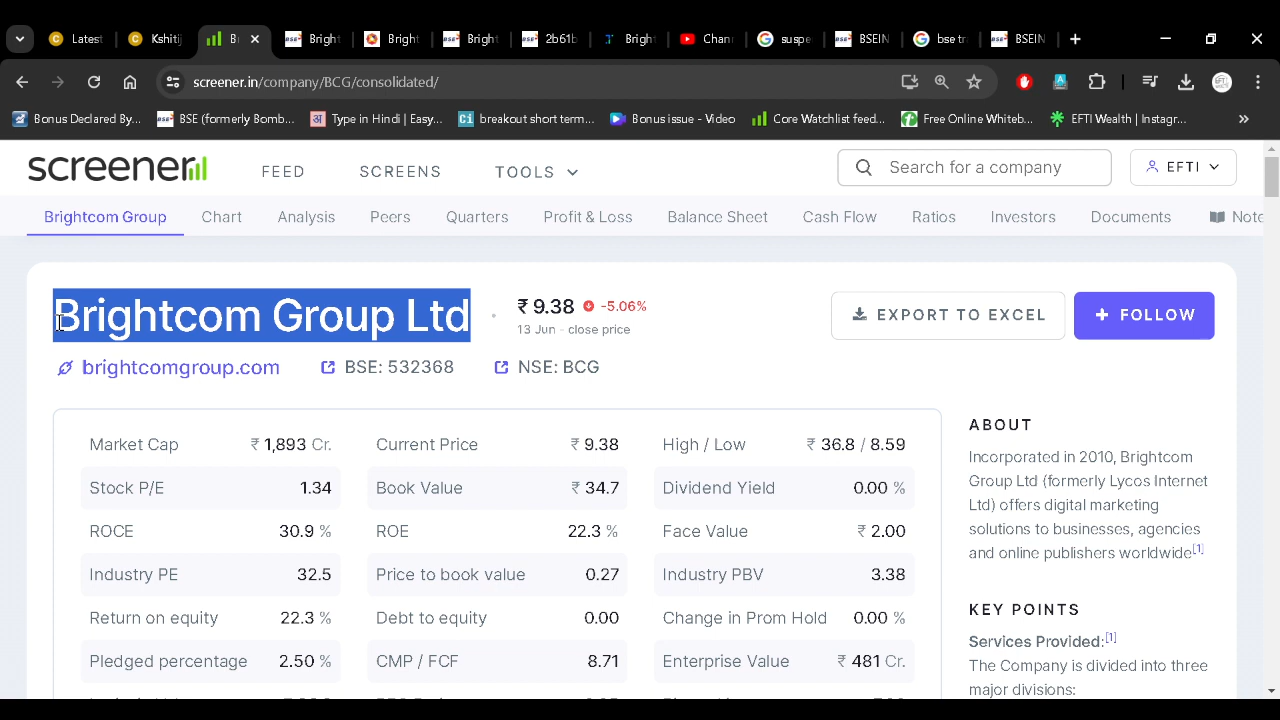 Latest
Kshitij
B
Bright
Bright
Bright
2b61b
Bright
Chan
suspe
BSEIN
bse tr
BSEIN
screener.in/company/BCG/consolidated/
Bonus Declared By...
BSE (formerly Bomb...
Type in Hindi | Easy...
breakout short term...
Bonus issue - Video
Core Watchlist feed...
Free Online Whiteb...
EFTI Wealth | Instagr...
screener
FEED
SCREENS
TOOLS
Search for a company
EFTI
Brightcom Group
Chart
Analysis
Peers
Quarters
Profit & Loss
Balance Sheet
Cash Flow
Ratios
Investors
Documents
Note
Brightcom Group Ltd
₹ 9.38 -5.06%
13 Jun - close price
EXPORT TO EXCEL
+ FOLLOW
brightcomgroup.com
BSE: 532368
NSE: BCG
Market Cap ₹ 1,893 Cr.
Current Price ₹ 9.38
High / Low ₹ 36.8 / 8.59
Stock P/E 1.34
Book Value ₹ 34.7
Dividend Yield 0.00 %
ROCE 30.9 %
ROE 22.3 %
Face Value ₹ 2.00
Industry PE 32.5
Price to book value 0.27
Industry PBV 3.38
Return on equity 22.3 %
Debt to equity 0.00
Change in Prom Hold 0.00 %
Pledged percentage 2.50 %
CMP / FCF 8.71
Enterprise Value ₹ 481 Cr.
ABOUT
Incorporated in 2010, Brightcom
Group Ltd (formerly Lycos Internet
Ltd) offers digital marketing
solutions to businesses, agencies
and online publishers worldwide[1]
KEY POINTS
Services Provided:[1]
The Company is divided into three
major divisions: